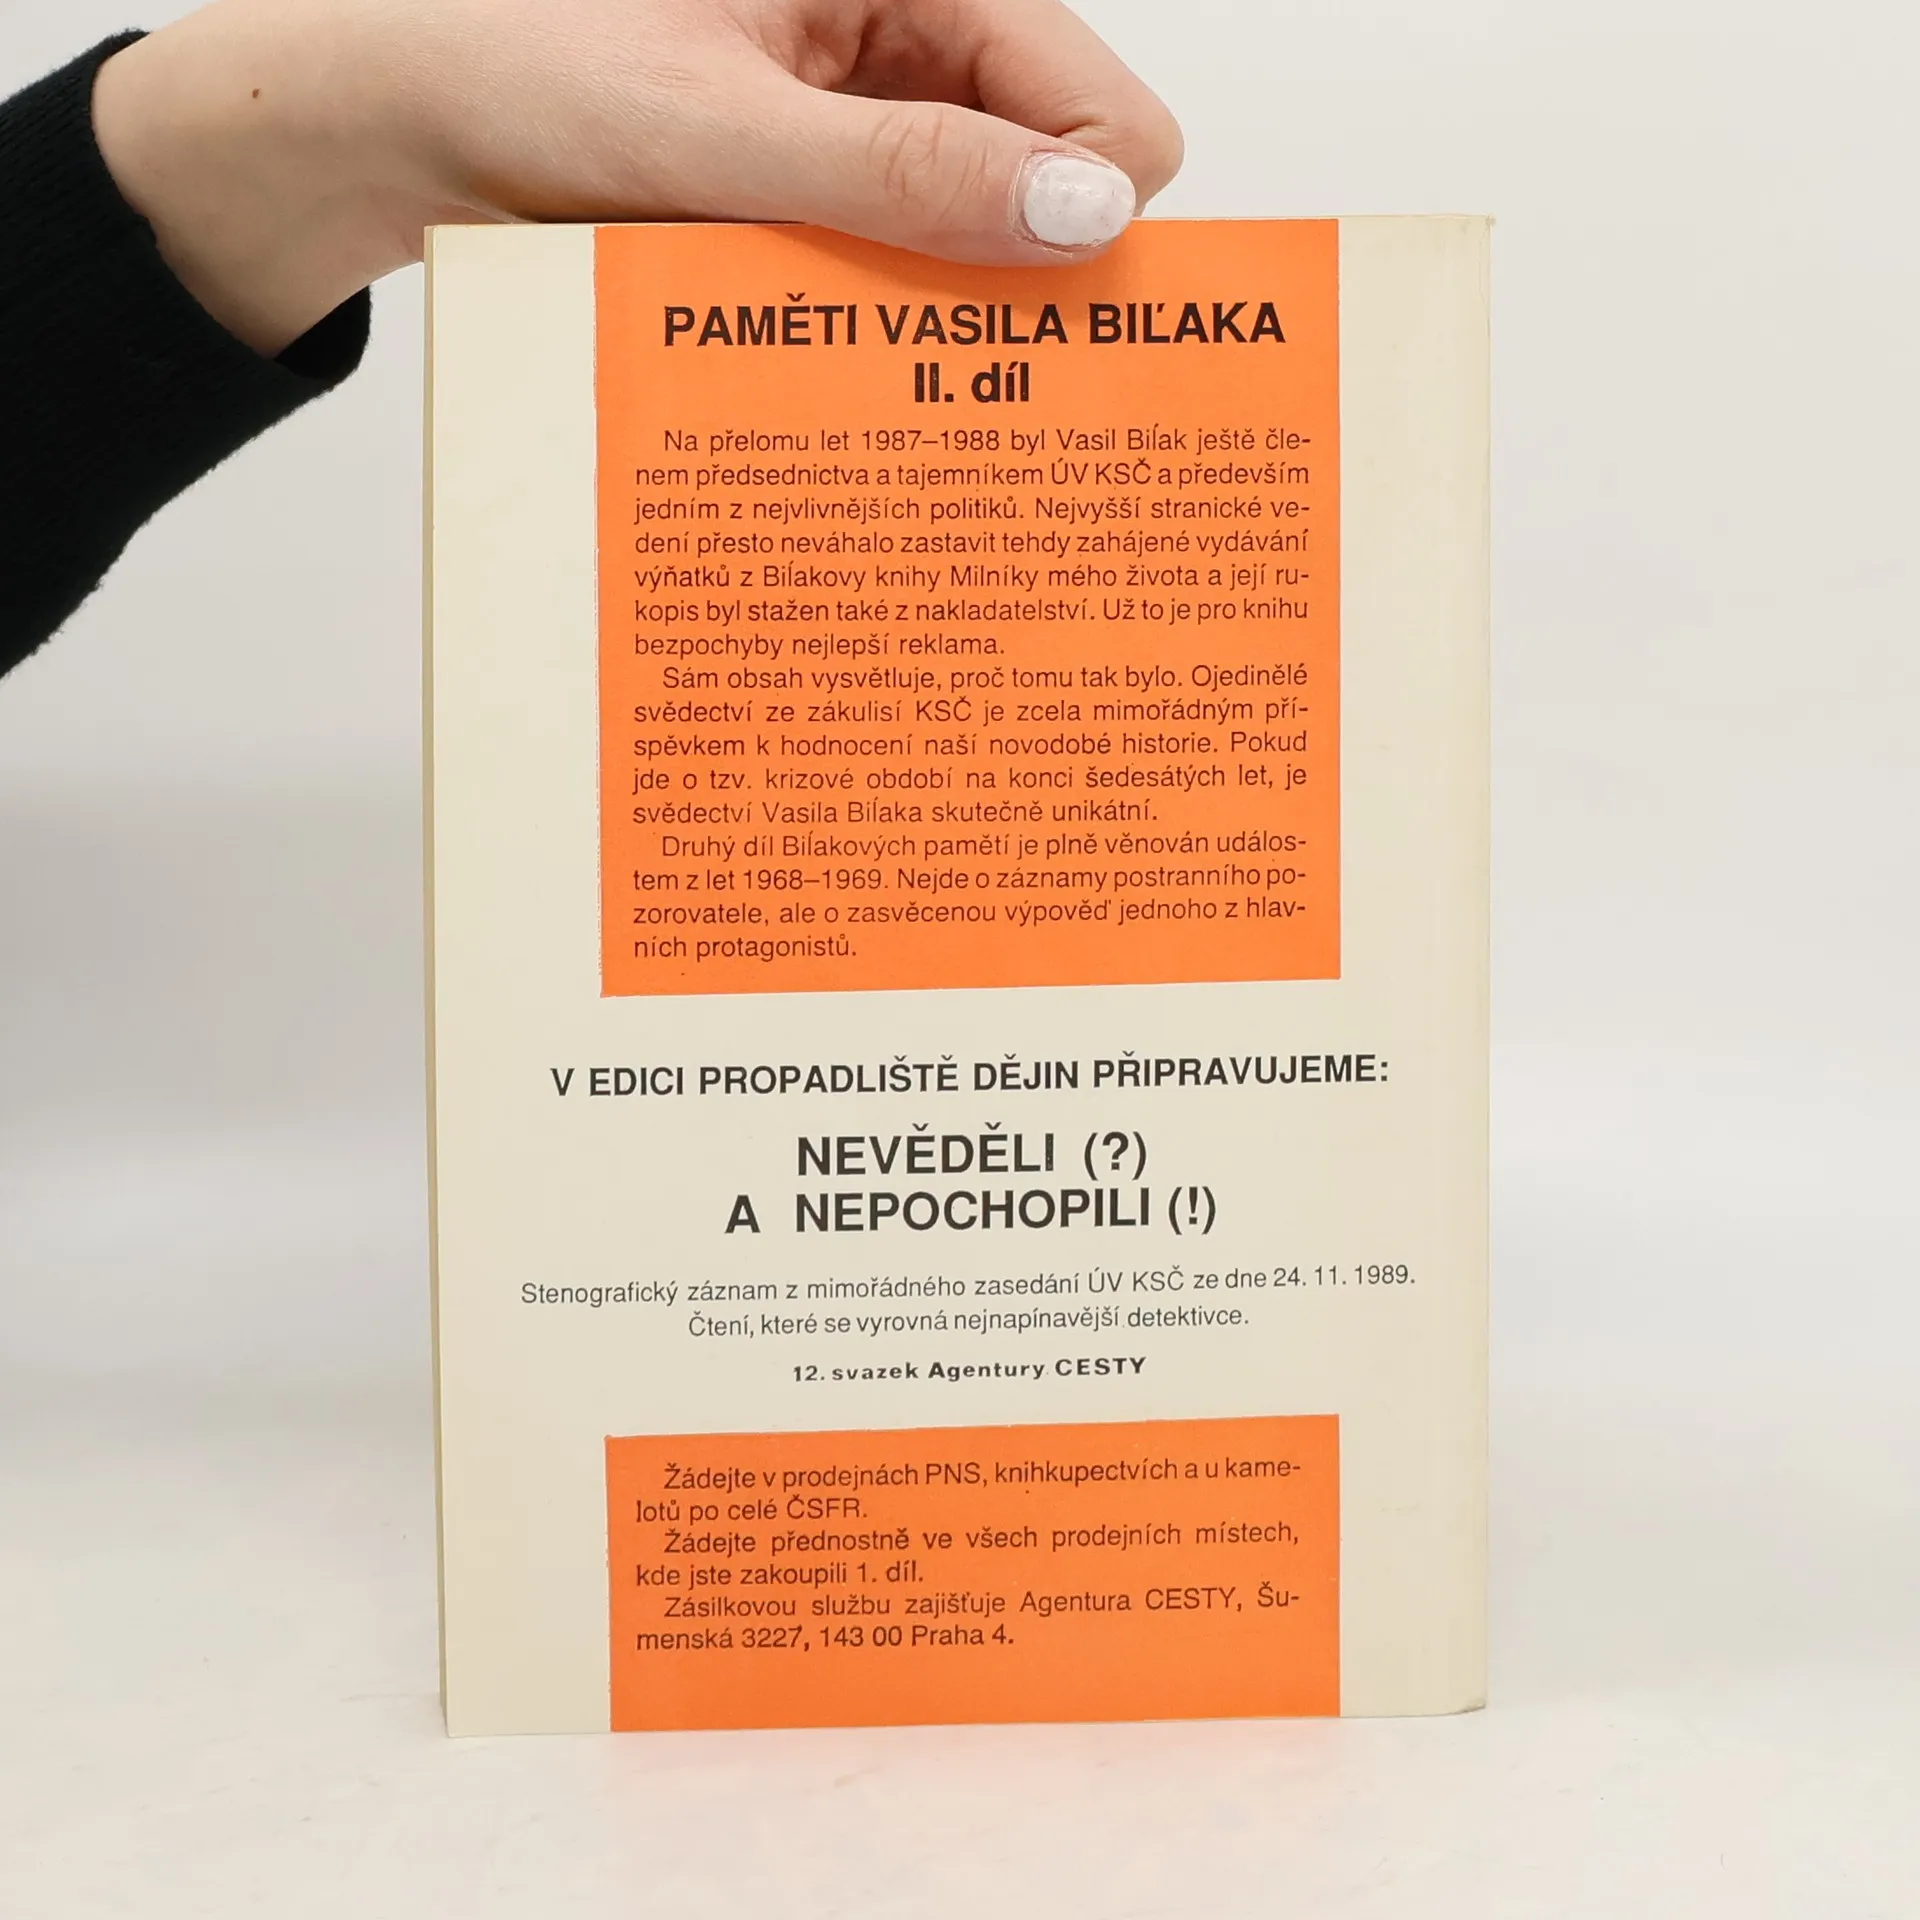 PAMĚTI VASILA BIĽAKA
II. díl
Na přelomu let 1987–1988 byl Vasil Biľak ještě čle-
nem předsednictva a tajemníkem ÚV KSČ a především
jedním z nejvlivnějších politiků. Nejvyšší stranické ve-
dení přesto neváhalo zastavit tehdy zahájené vydávání
výňatků z Biľakovy knihy Milníky mého života a její ru-
kopis byl stažen také z nakladatelství. Už to je pro knihu
bezpochyby nejlepší reklama.
Sám obsah vysvětluje, proč tomu tak bylo. Ojedinělé
svědectví ze zákulisí KSČ je zcela mimořádným pří-
spěvkem k hodnocení naší novodobé historie. Pokud
jde o tzv. krizové období na konci šedesátých let, je
svědectví Vasila Biľaka skutečně unikátní.
Druhý díl Biľakových pamětí je plně věnován událos-
tem z let 1968–1969. Nejde o záznamy postranního po-
zorovatele, ale o zasvěcenou výpověď jednoho z hlav-
ních protagonistů.
V EDICI PROPADLIŠTĚ DĚJIN PŘIPRAVUJEME:
NEVĚDĚLI (?)
A NEPOCHOPILI (!)
Stenografický záznam z mimořádného zasedání ÚV KSČ ze dne 24. 11. 1989.
Čtení, které se vyrovná nejnapínavější detektivce.
12. svazek Agentury CESTY
Žádejte v prodejnách PNS, knihkupectvích a u kame-
lotů po celé ČSFR.
Žádejte přednostně ve všech prodejních místech,
kde jste zakoupili 1. díl.
Zásilkovou službu zajišťuje Agentura CESTY, Šu-
menská 3227, 143 00 Praha 4.